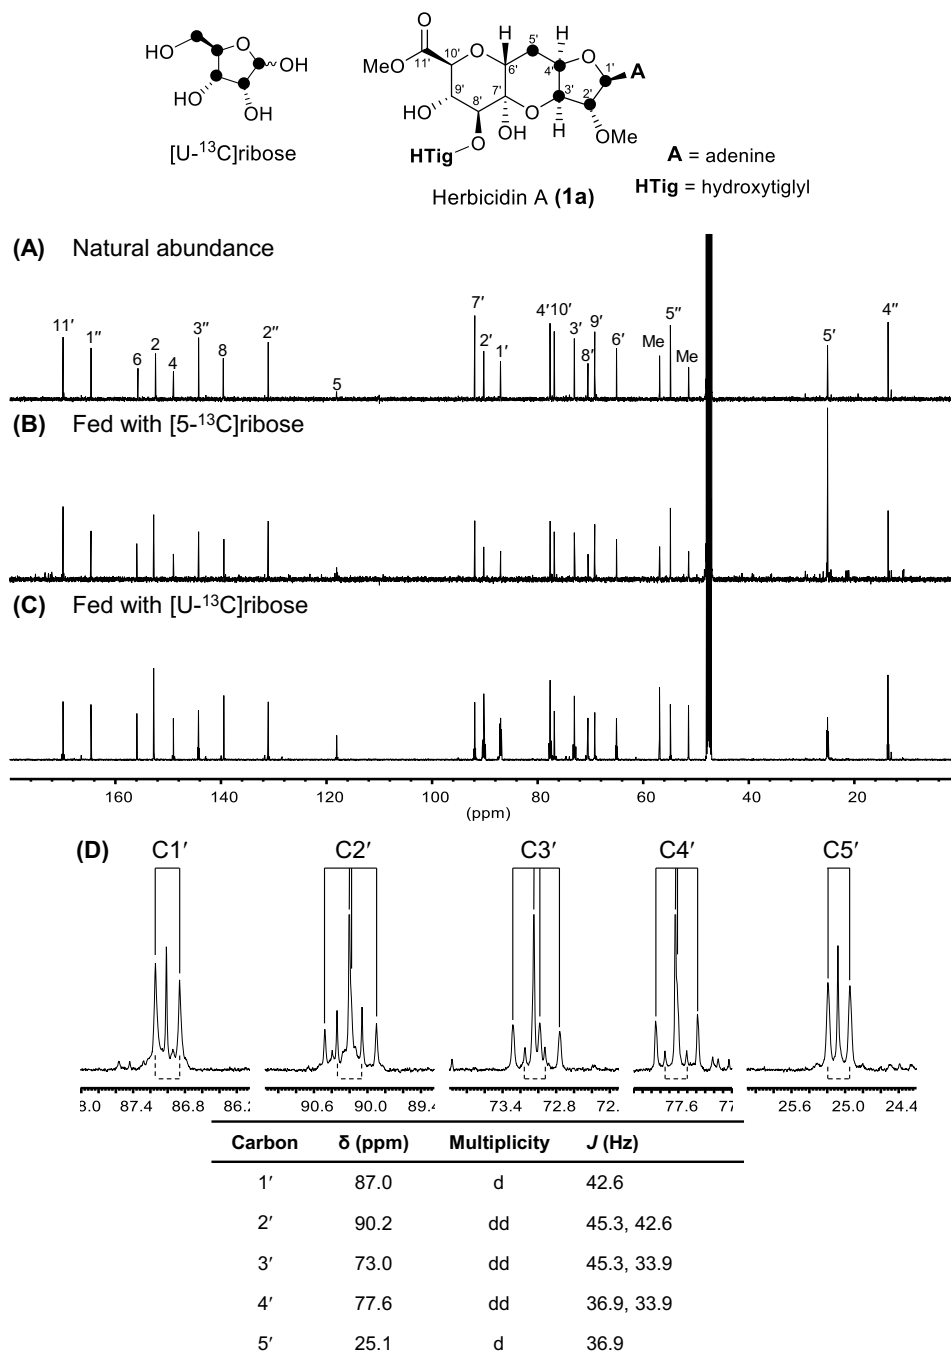 HO
O
OH
HO
OH
[U-¹³C]ribose
O
MeO
11′
10′
O
H
6′
5′
H
4′
O
1′
A
9′
8′
7′
3′
2′
HO
O
OH
O
H
OMe
HTig
Herbicidin A (1a)
A = adenine
HTig = hydroxytiglyl
(A) Natural abundance
11′ 1″ 6 2 4 3″ 8 2″ 5 7′ 2′ 1′ 4′ 10′ 3′ 8′ 9′ 6′ Me 5″ Me 5′ 4″
(B) Fed with [5-¹³C]ribose
(C) Fed with [U-¹³C]ribose
160 140 120 100 80 60 40 20
(ppm)
(D) C1′ C2′ C3′ C4′ C5′
3.0 87.4 86.8 86.2 90.6 90.0 89.4 73.4 72.8 72. 77.6 77 25.6 25.0 24.4
Carbon δ (ppm) Multiplicity J (Hz)
1′ 87.0 d 42.6
2′ 90.2 dd 45.3, 42.6
3′ 73.0 dd 45.3, 33.9
4′ 77.6 dd 36.9, 33.9
5′ 25.1 d 36.9